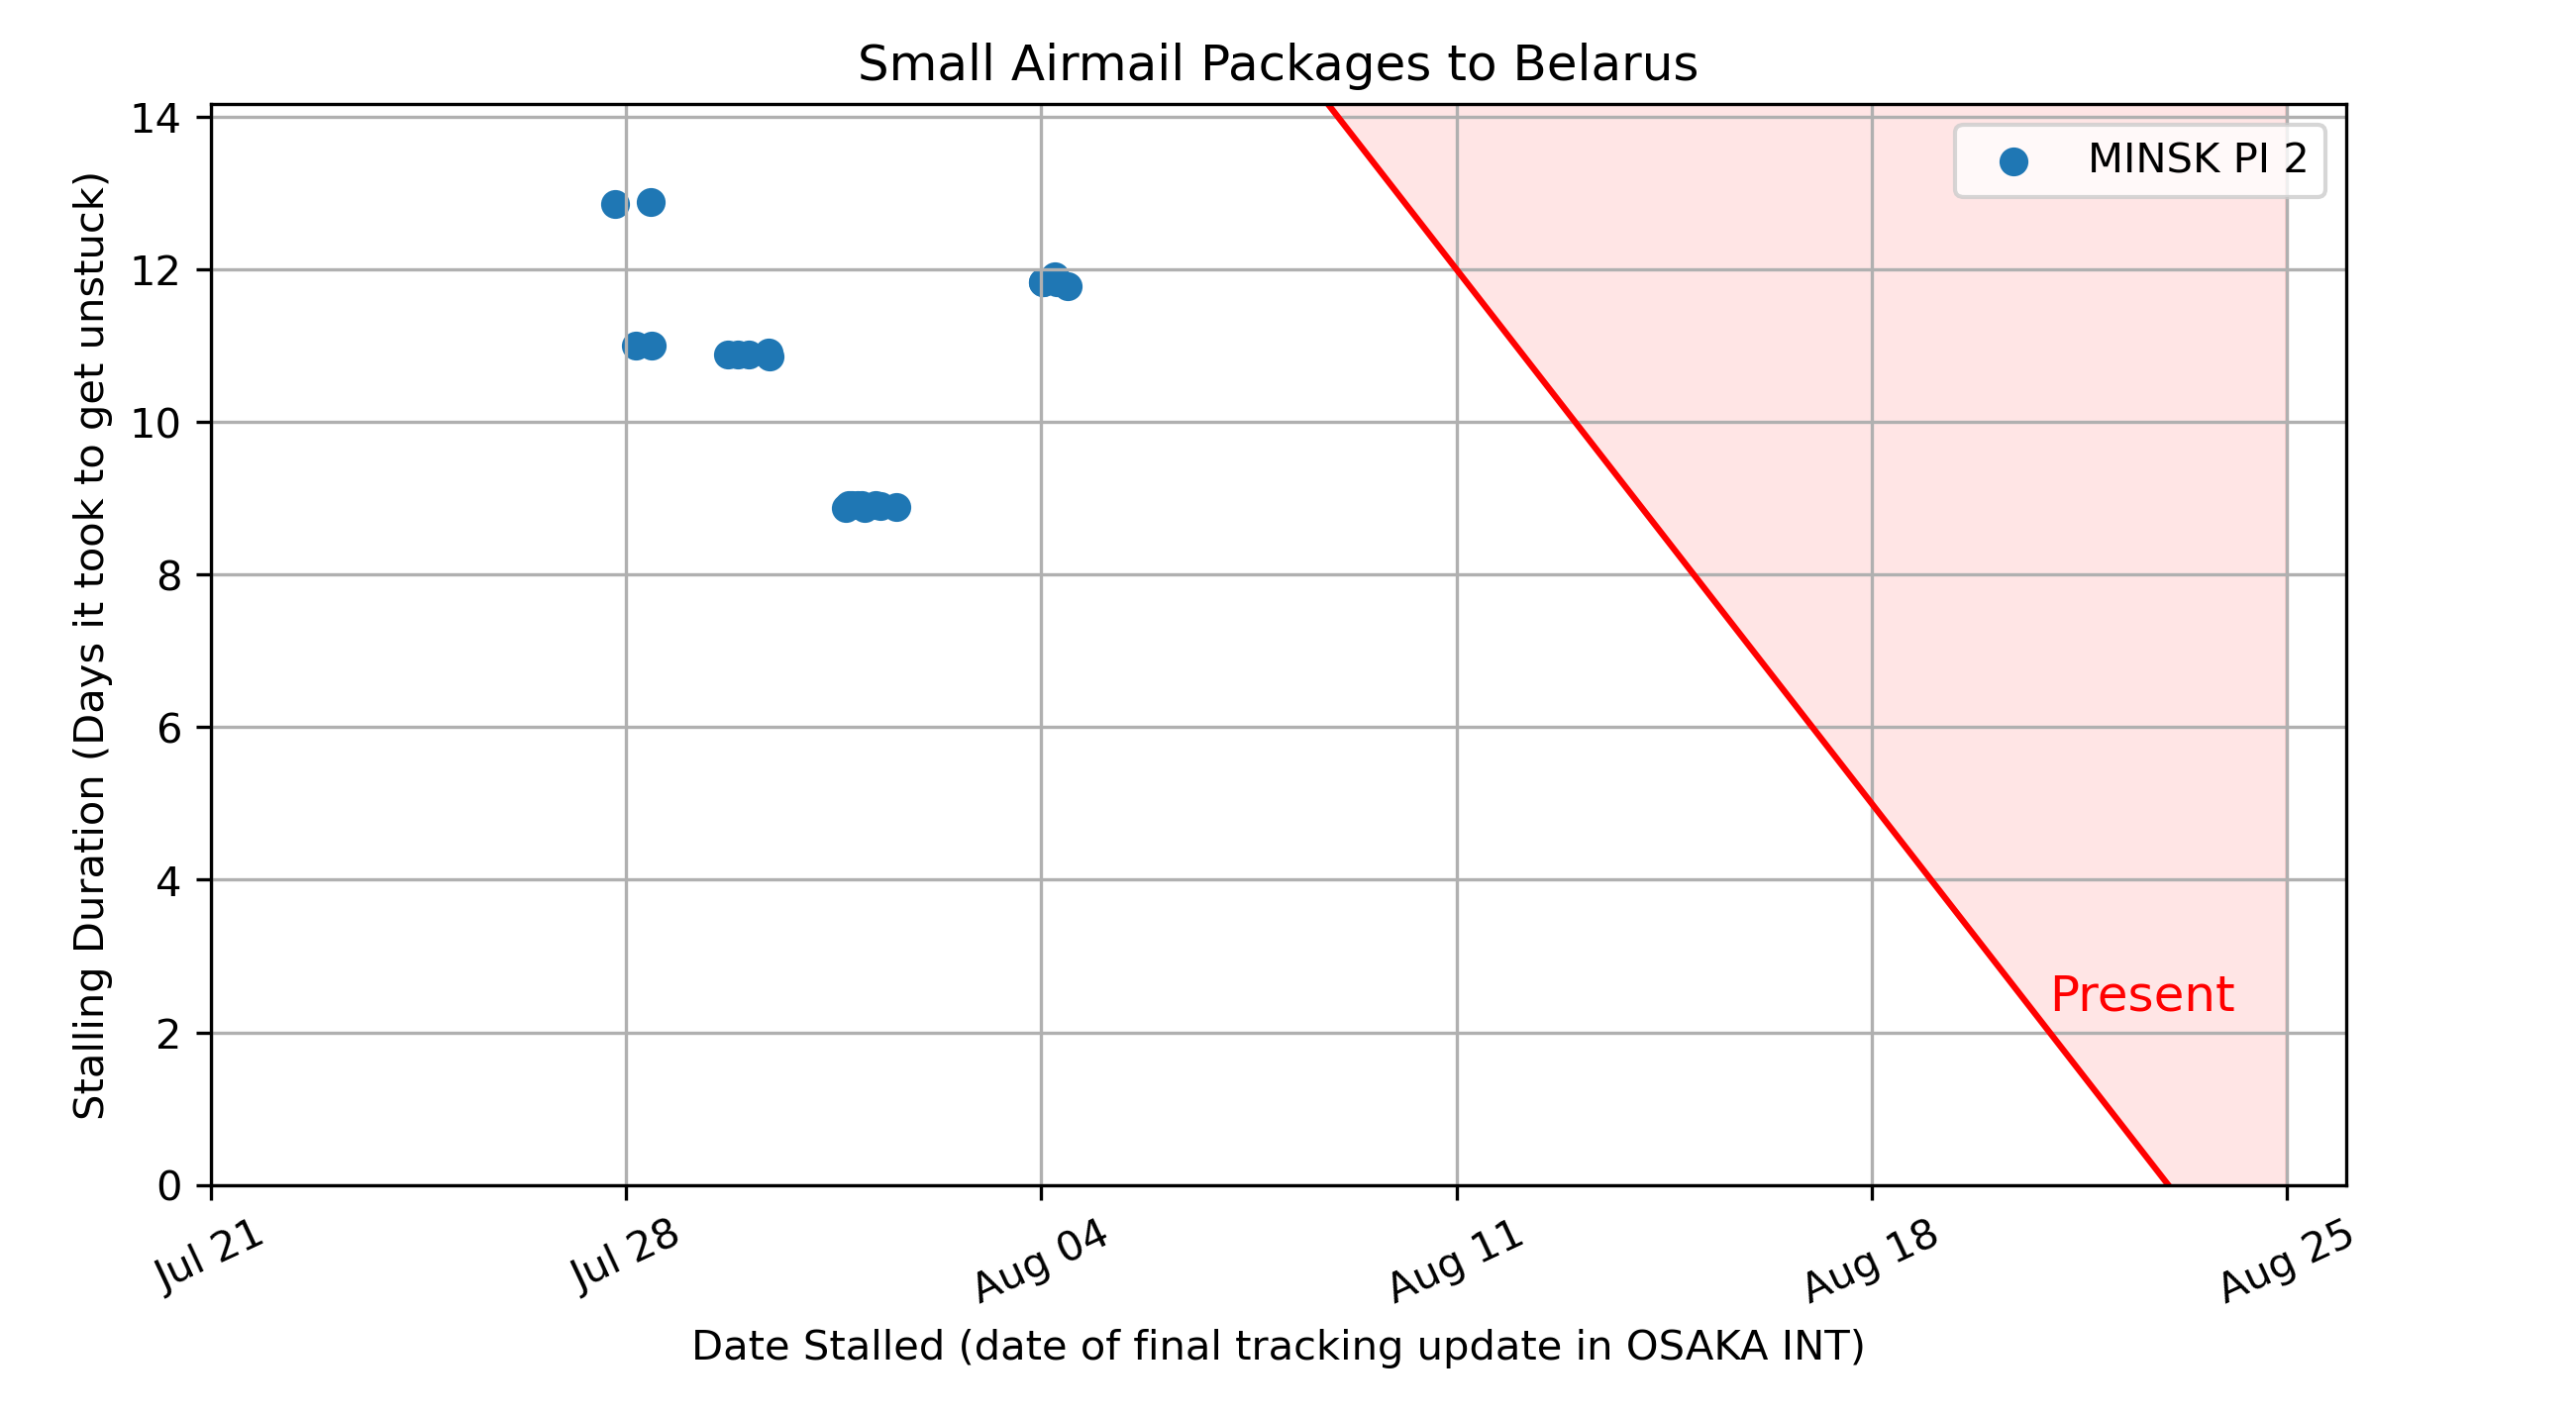 Small Airmail Packages to Belarus
Stalling Duration (Days it took to get unstuck)
14
12
10
8
6
4
2
0
MINSK PI 2
Present
Jul 21
Jul 28
Aug 04
Aug 11
Aug 18
Aug 25
Date Stalled (date of final tracking update in OSAKA INT)